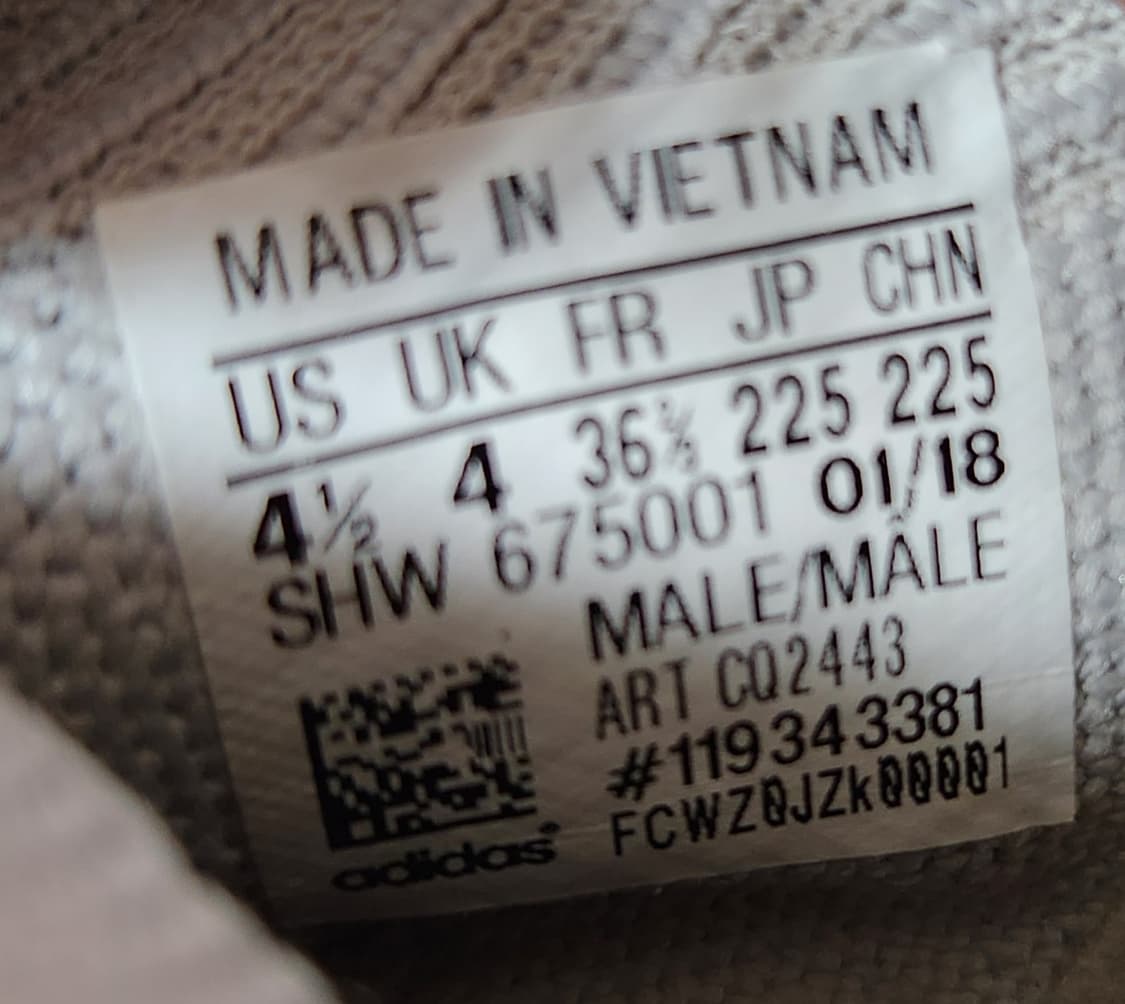 MADE IN VIETNAM
US UK FR JP CHN
4½ 4 36⅔ 225 225
SHW 675001 01/18
MALE/MÂLE
ART CQ2443
#119343381
FCWZ0JZk00001
adidas